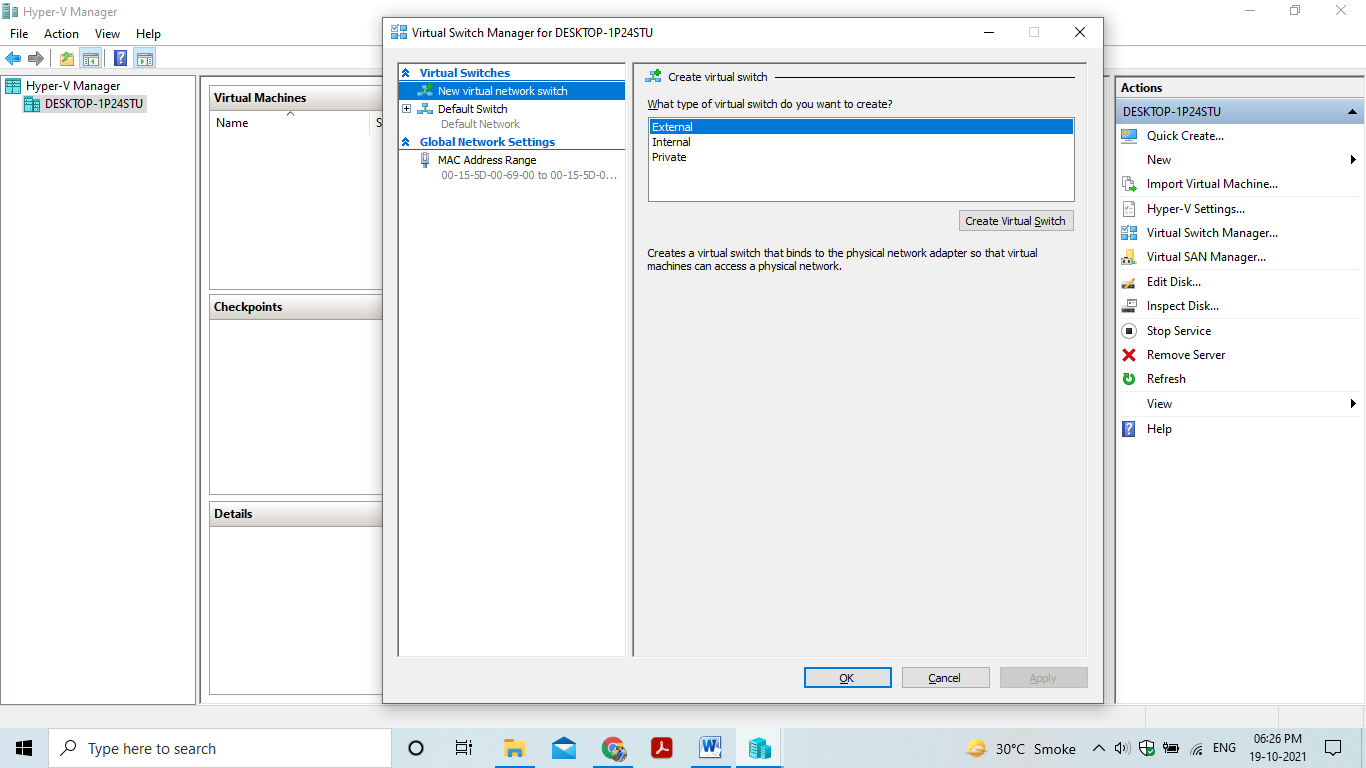 Hyper-V Manager
File Action View Help
Hyper-V Manager
DESKTOP-1P24STU
Virtual Machines
Name
S
Checkpoints
Details
Virtual Switch Manager for DESKTOP-1P24STU
Virtual Switches
New virtual network switch
Default Switch
Default Network
Global Network Settings
MAC Address Range
00-15-5D-00-69-00 to 00-15-5D-0...
Create virtual switch
What type of virtual switch do you want to create?
External
Internal
Private
Create Virtual Switch
Creates a virtual switch that binds to the physical network adapter so that virtual
machines can access a physical network.
OK Cancel Apply
Actions
DESKTOP-1P24STU
Quick Create...
New
Import Virtual Machine...
Hyper-V Settings...
Virtual Switch Manager...
Virtual SAN Manager...
Edit Disk...
Inspect Disk...
Stop Service
Remove Server
Refresh
View
Help
Type here to search
30°C Smoke
ENG
06:26 PM
19-10-2021